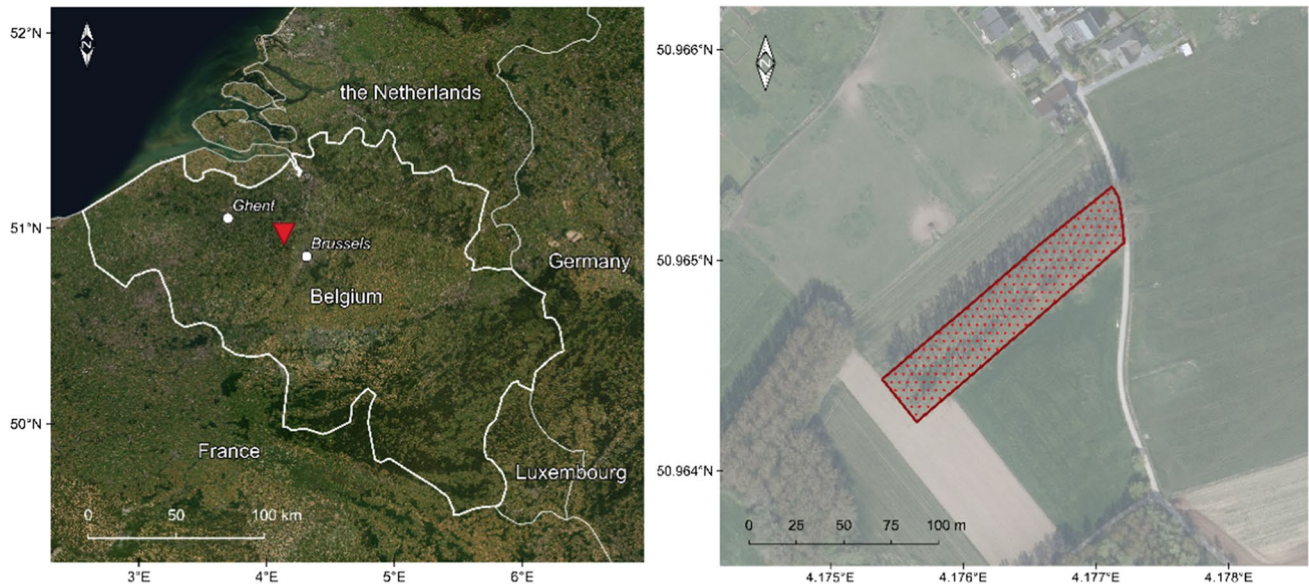 52°N
51°N
50°N
3°E 4°E 5°E 6°E
N
the Netherlands
Ghent
Brussels
Belgium
Germany
France
Luxembourg
0 50 100 km
50.966°N
50.965°N
50.964°N
4.175°E 4.176°E 4.177°E 4.178°E
N
0 25 50 75 100 m